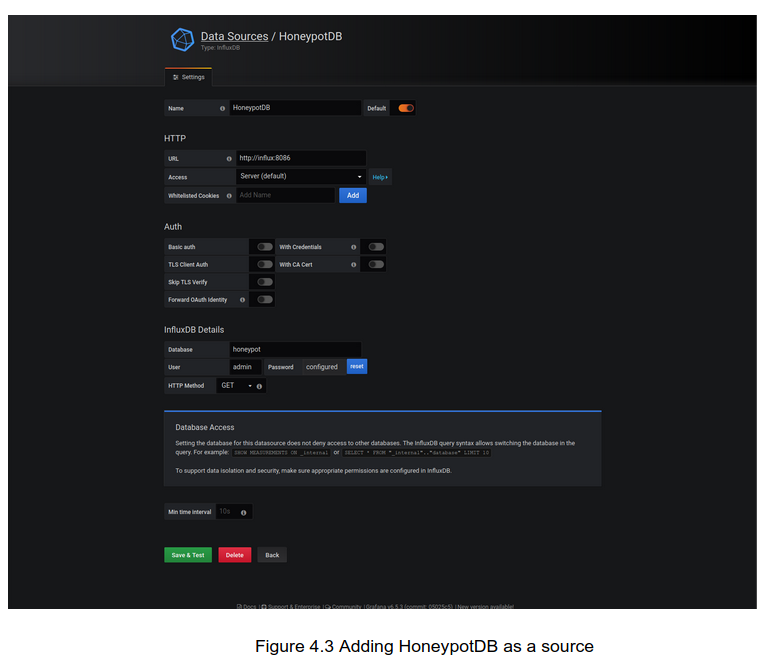 Data Sources / HoneypotDB
Type: InfluxDB
Settings
Name HoneypotDB Default
HTTP
URL http://influx:8086
Access Server (default) Help
Whitelisted Cookies Add Name Add
Auth
Basic auth With Credentials
TLS Client Auth With CA Cert
Skip TLS Verify
Forward OAuth Identity
InfluxDB Details
Database honeypot
User admin Password configured reset
HTTP Method GET
Database Access
Setting the database for this datasource does not deny access to other databases. The InfluxDB query syntax allows switching the database in the
query. For example: SHOW MEASUREMENTS ON _internal or SELECT * FROM "_internal".."database" LIMIT 10
To support data isolation and security, make sure appropriate permissions are configured in InfluxDB.
Min time interval 10s
Save & Test Delete Back
Docs | Support & Enterprise | Community | Grafana v6.5.3 (commit: 05025c5) | New version available!
Figure 4.3 Adding HoneypotDB as a source